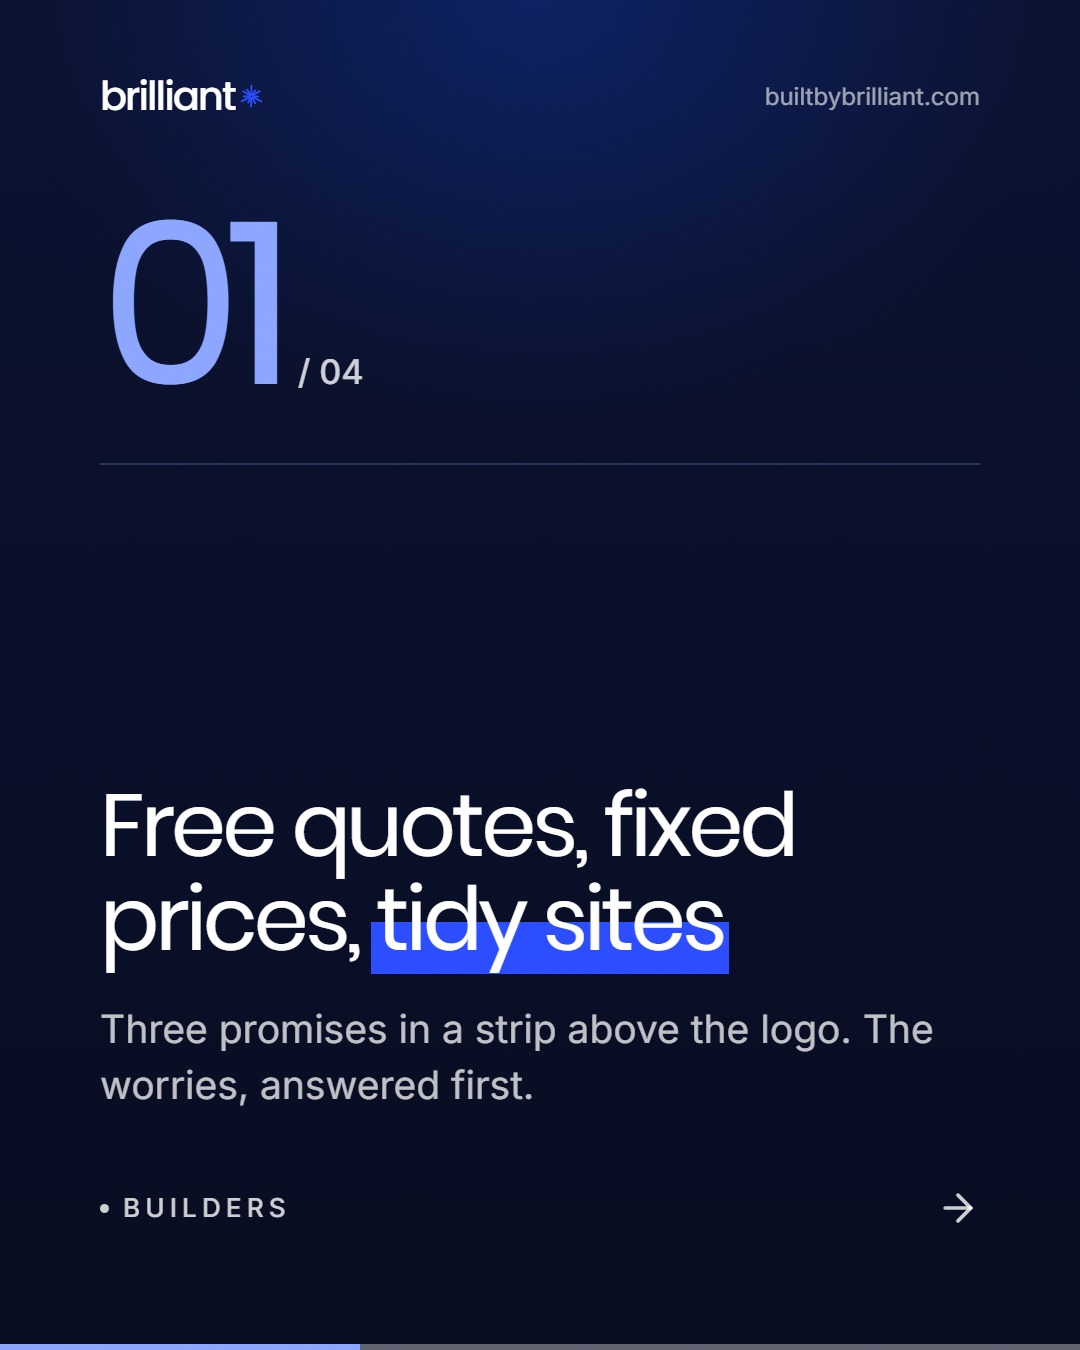 brilliant
builtbybrilliant.com
01 / 04
Free quotes, fixed
prices, tidy sites
Three promises in a strip above the logo. The
worries, answered first.
• BUILDERS